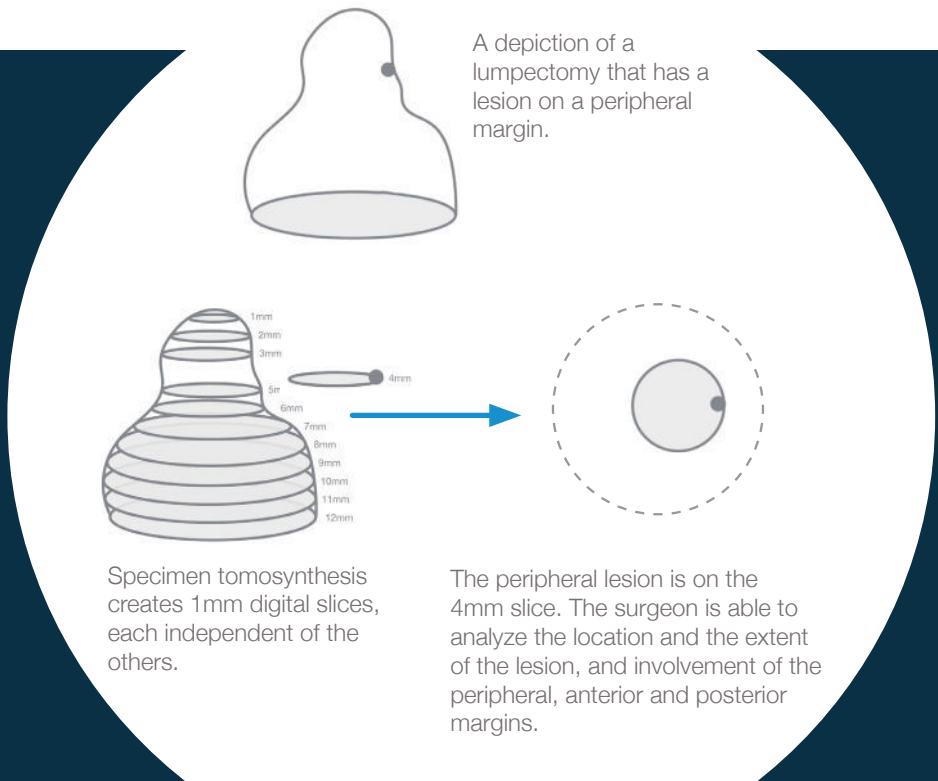 A depiction of a
lumpectomy that has a
lesion on a peripheral
margin.
1mm
2mm
3mm
4mm
5m
6mm
7mm
8mm
9mm
10mm
11mm
12mm
Specimen tomosynthesis
creates 1mm digital slices,
each independent of the
others.
The peripheral lesion is on the
4mm slice. The surgeon is able to
analyze the location and the extent
of the lesion, and involvement of the
peripheral, anterior and posterior
margins.